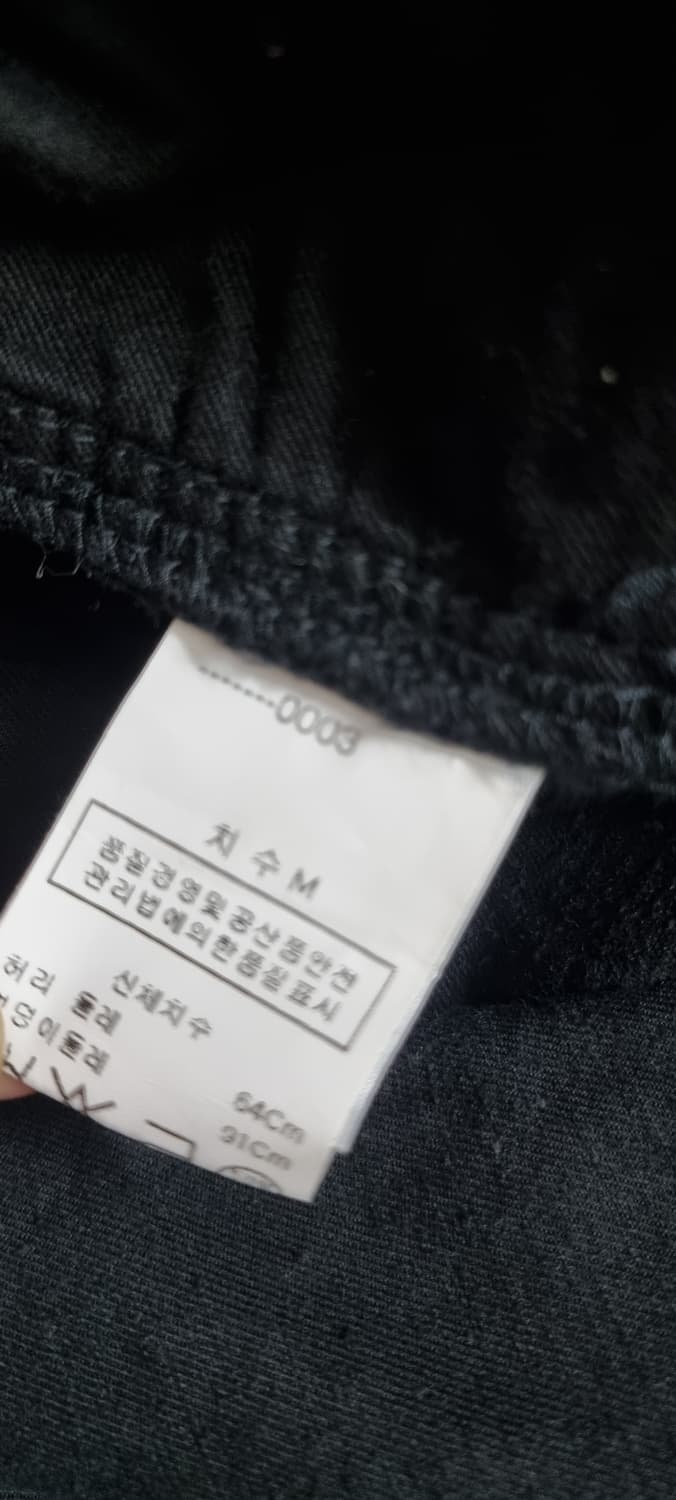 -------0003
치 수 M
품질경영및공산품안전
관리법에의한품질표시
신체치수
허리 둘레 64Cm
덩이둘레 91Cm